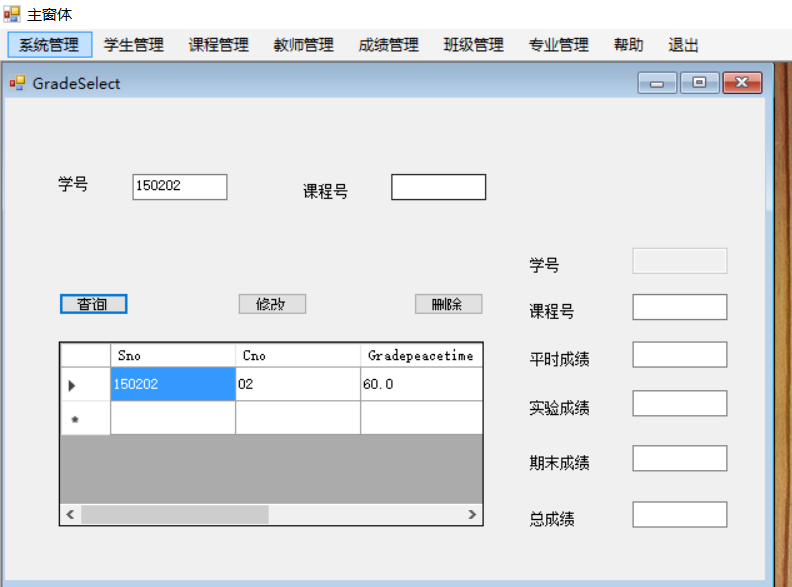 主窗体
系统管理 学生管理 课程管理 教师管理 成绩管理 班级管理 专业管理 帮助 退出
GradeSelect
学号 150202 课程号
学号
查询 修改 删除 课程号
Sno Cno Gradepeacetime
平时成绩
150202 02 60.0
实验成绩
期末成绩
总成绩